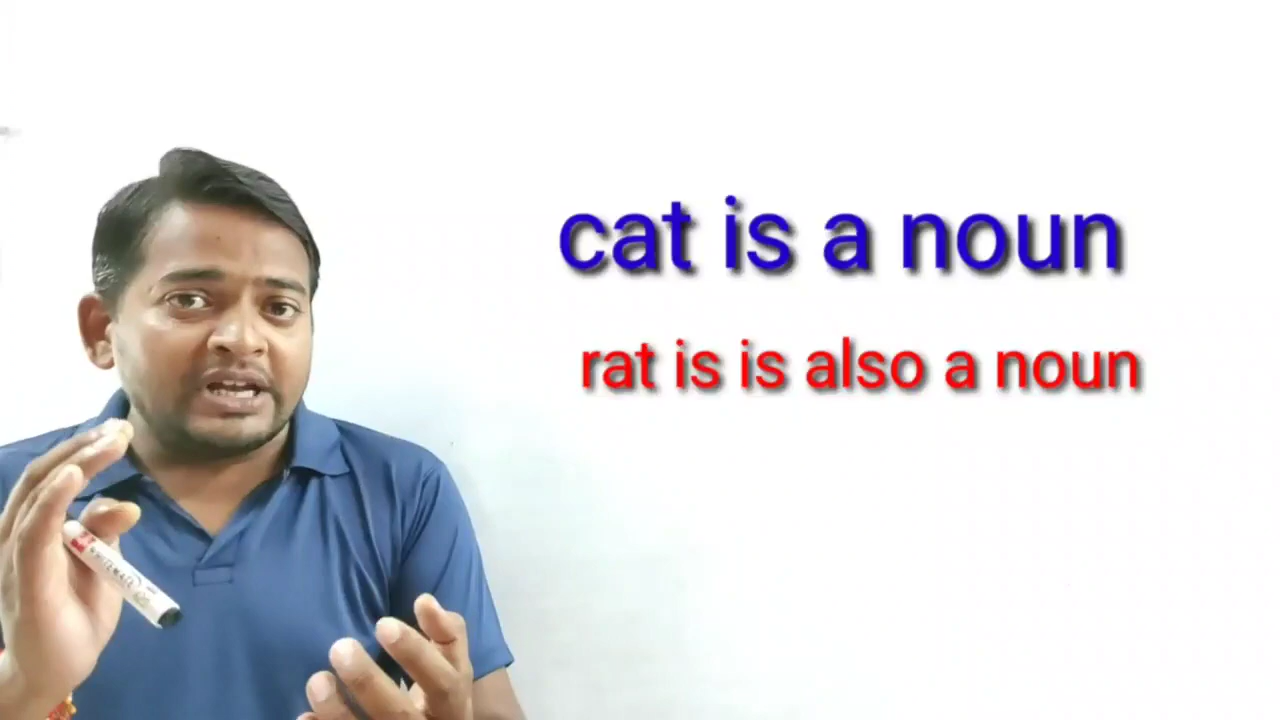 cat is a noun
rat is is also a noun